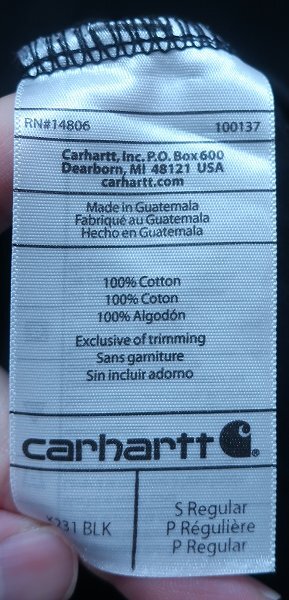 RN#14806 100137
Carhartt, Inc. P.O. Box 600
Dearborn, MI 48121 USA
carhartt.com
Made in Guatemala
Fabriqué au Guatemala
Hecho en Guatemala
100% Cotton
100% Coton
100% Algodón
Exclusive of trimming
Sans garniture
Sin incluir adorno
carhartt
BLK
S Regular
P Régulière
P Regular